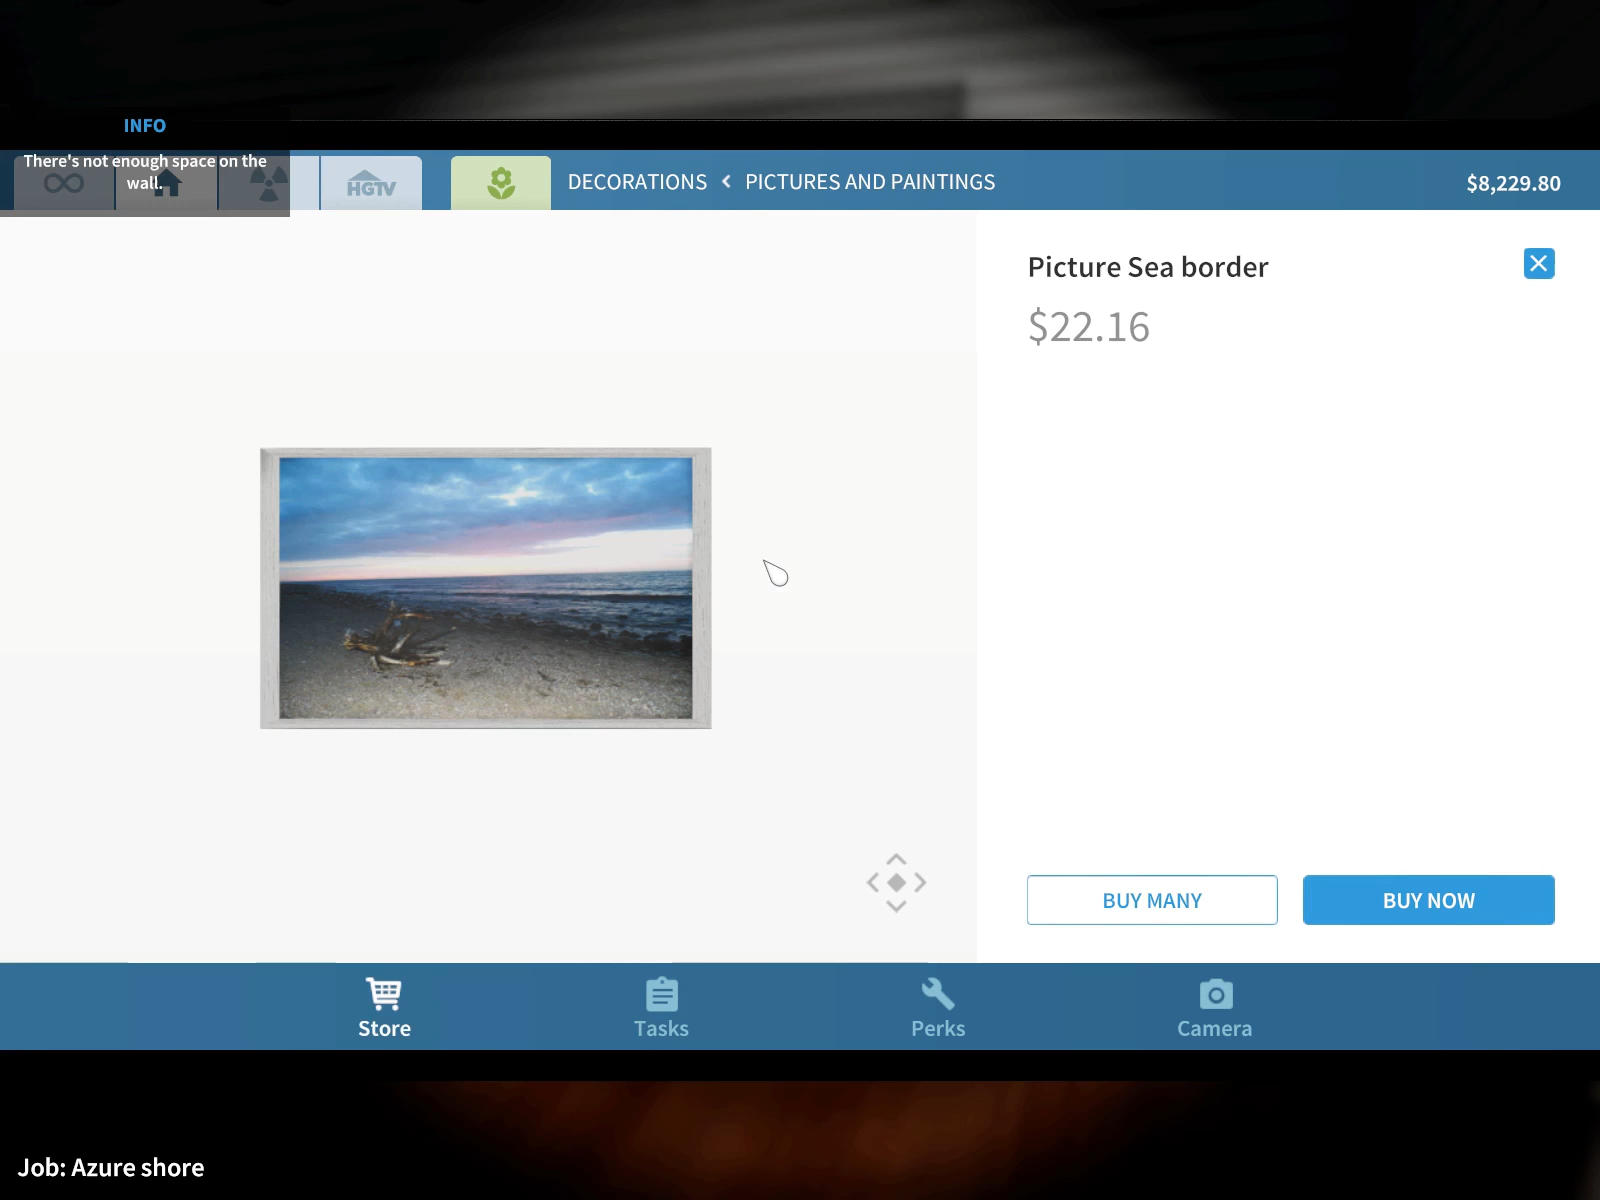 INFO
There's not enough space on the
wall.
HGTV
DECORATIONS < PICTURES AND PAINTINGS
$8,229.80
Picture Sea border
$22.16
BUY MANY
BUY NOW
Store
Tasks
Perks
Camera
Job: Azure shore